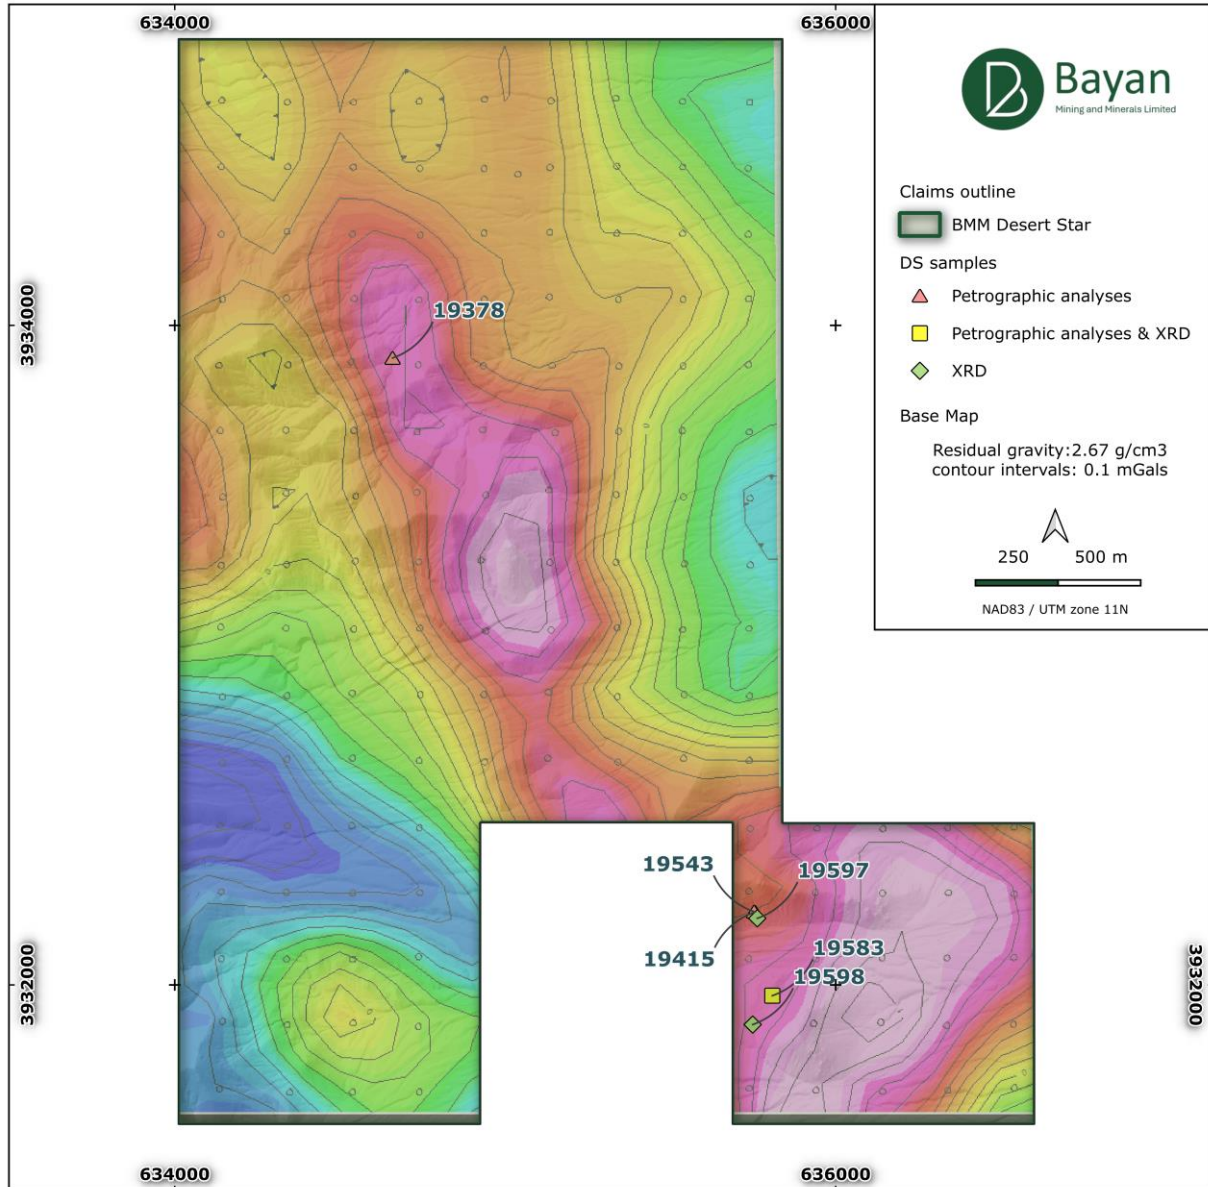 634000
636000
Bayan
Mining and Minerals Limited
Claims outline
BMM Desert Star
DS samples
Petrographic analyses
Petrographic analyses & XRD
XRD
Base Map
Residual gravity:2.67 g/cm3
contour intervals: 0.1 mGals
250 500 m
NAD83 / UTM zone 11N
3934000
3934000
19378
19543
19597
19415
19583
19598
3932000
3932000
634000
636000